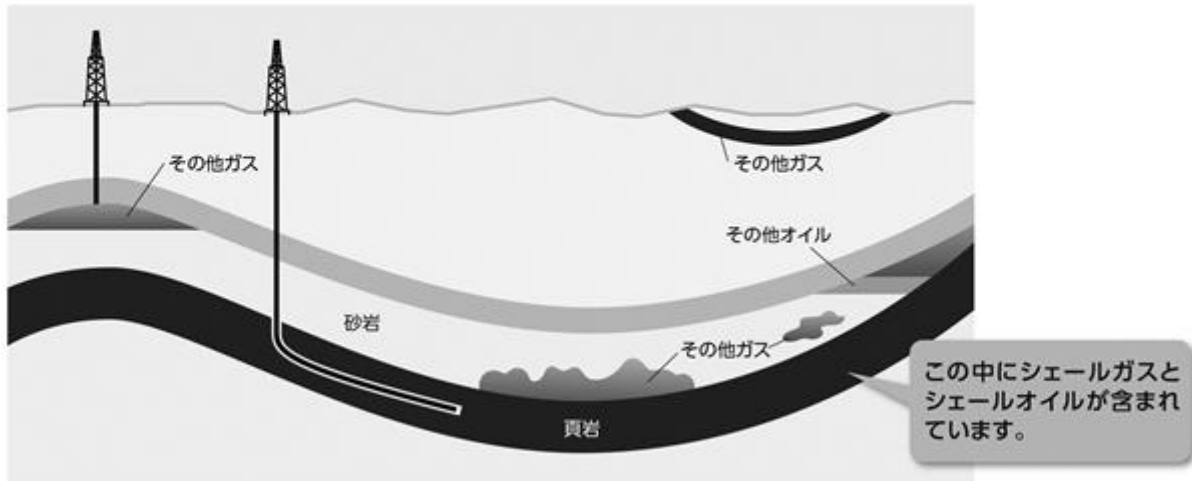 その他ガス
その他ガス
その他オイル
砂岩
その他ガス
頁岩
この中にシェールガスと
シェールオイルが含まれ
ています。